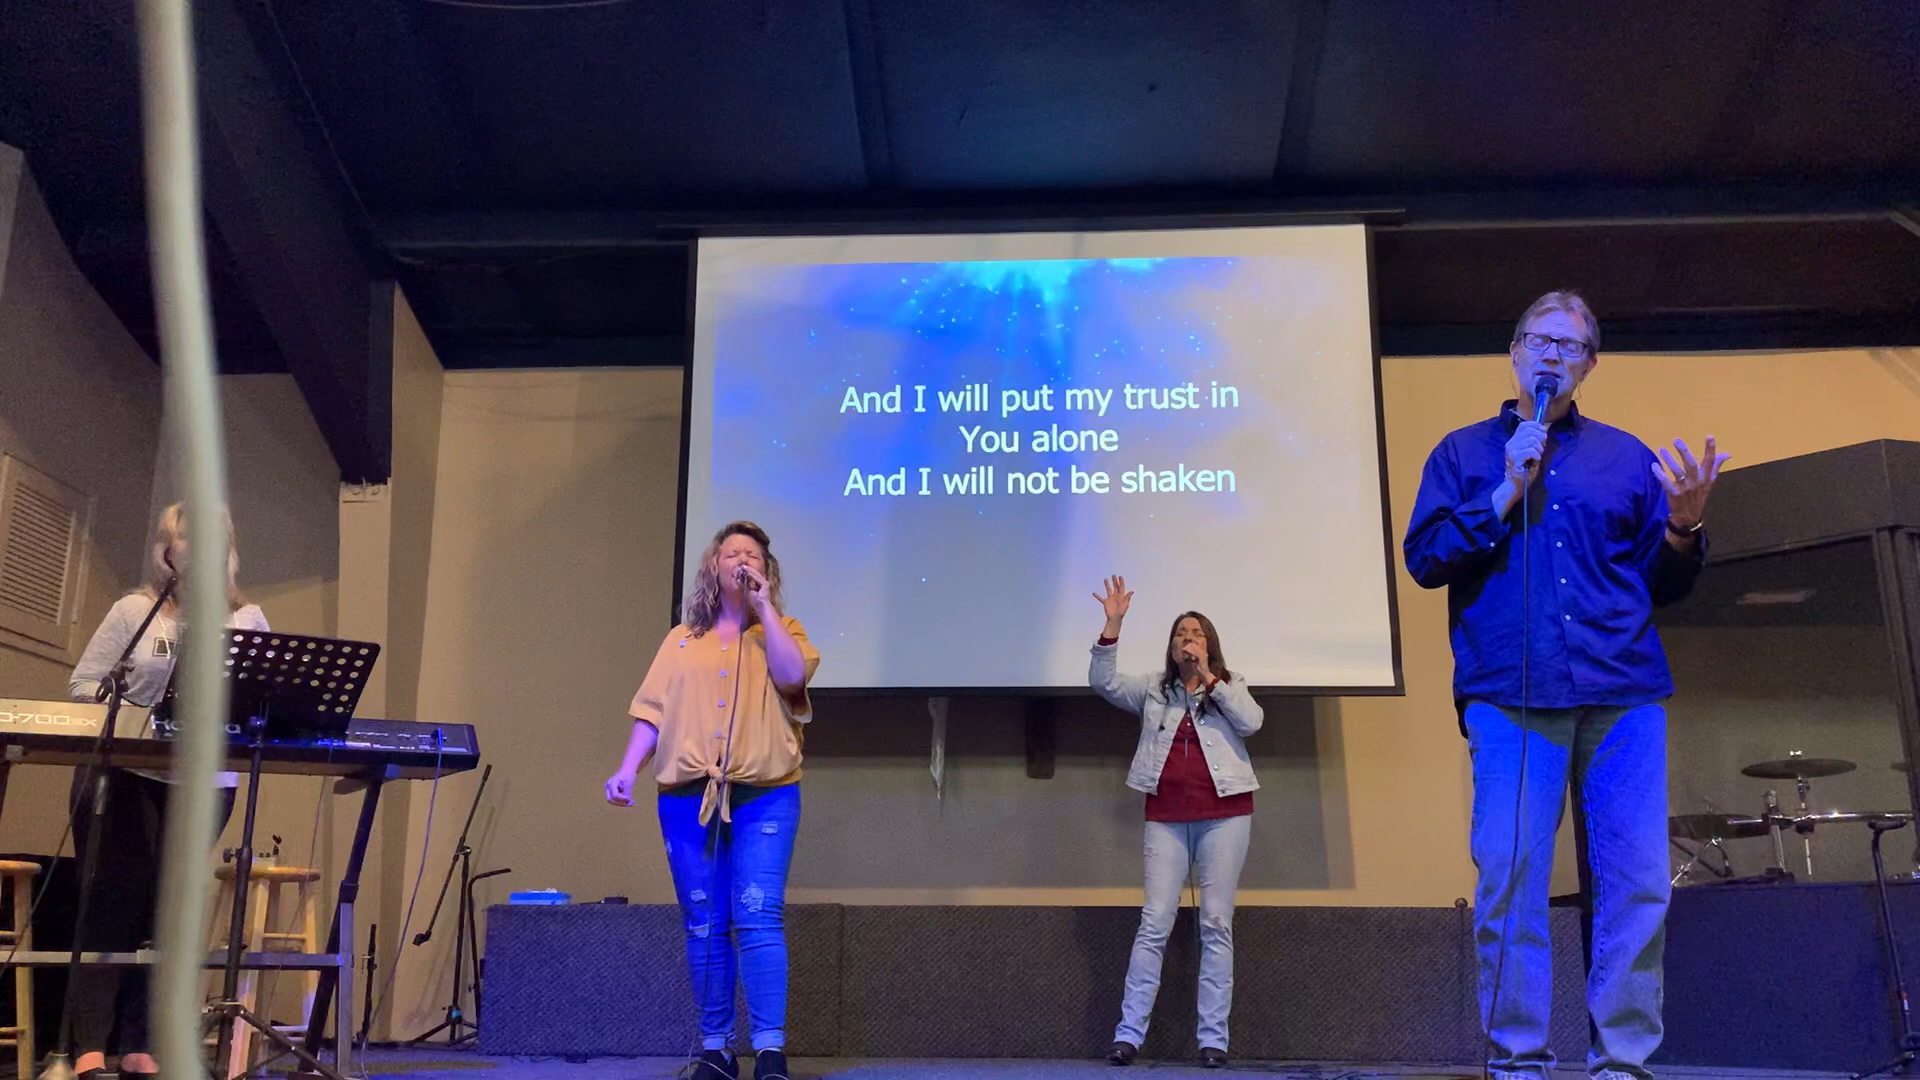 And I will put my trust in
You alone
And I will not be shaken